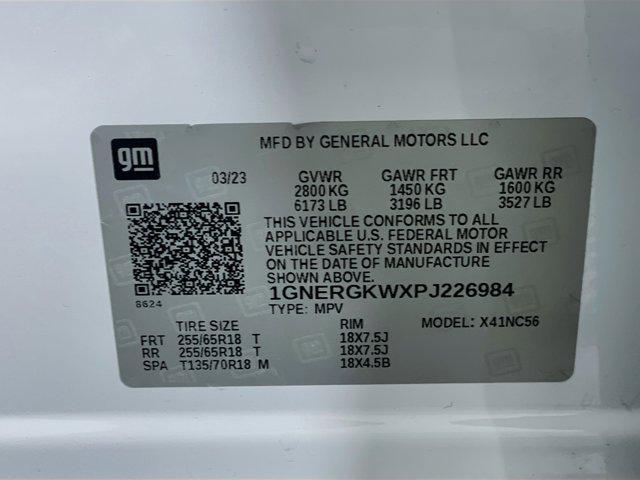 gm
MFD BY GENERAL MOTORS LLC
03/23 GVWR GAWR FRT GAWR RR
2800 KG 1450 KG 1600 KG
6173 LB 3196 LB 3527 LB
THIS VEHICLE CONFORMS TO ALL
APPLICABLE U.S. FEDERAL MOTOR
VEHICLE SAFETY STANDARDS IN EFFECT
ON THE DATE OF MANUFACTURE
SHOWN ABOVE.
8624
1GNERGKWXPJ226984
TYPE: MPV
TIRE SIZE RIM MODEL: X41NC56
FRT 255/65R18 T 18X7.5J
RR 255/65R18 T 18X7.5J
SPA T135/70R18 M 18X4.5B